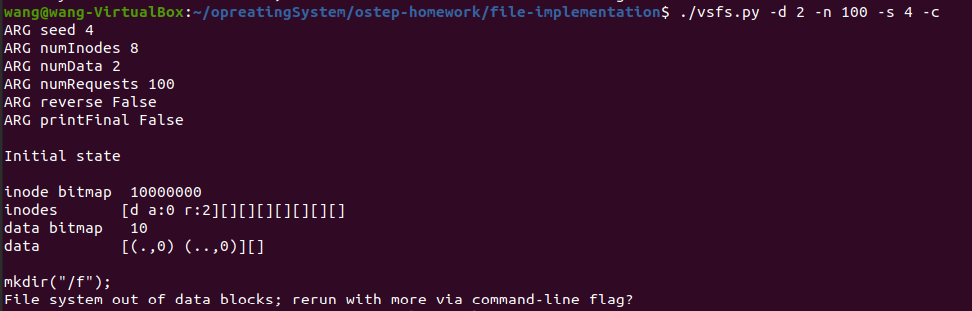 wang@wang-VirtualBox:~/opreatingSystem/ostep-homework/file-implementation$ ./vsfs.py -d 2 -n 100 -s 4 -c
ARG seed 4
ARG numInodes 8
ARG numData 2
ARG numRequests 100
ARG reverse False
ARG printFinal False

Initial state

inode bitmap  10000000
inodes       [d a:0 r:2][][][][][][][]
data bitmap   10
data         [(.,0) (..,0)][]

mkdir("/f");
File system out of data blocks; rerun with more via command-line flag?